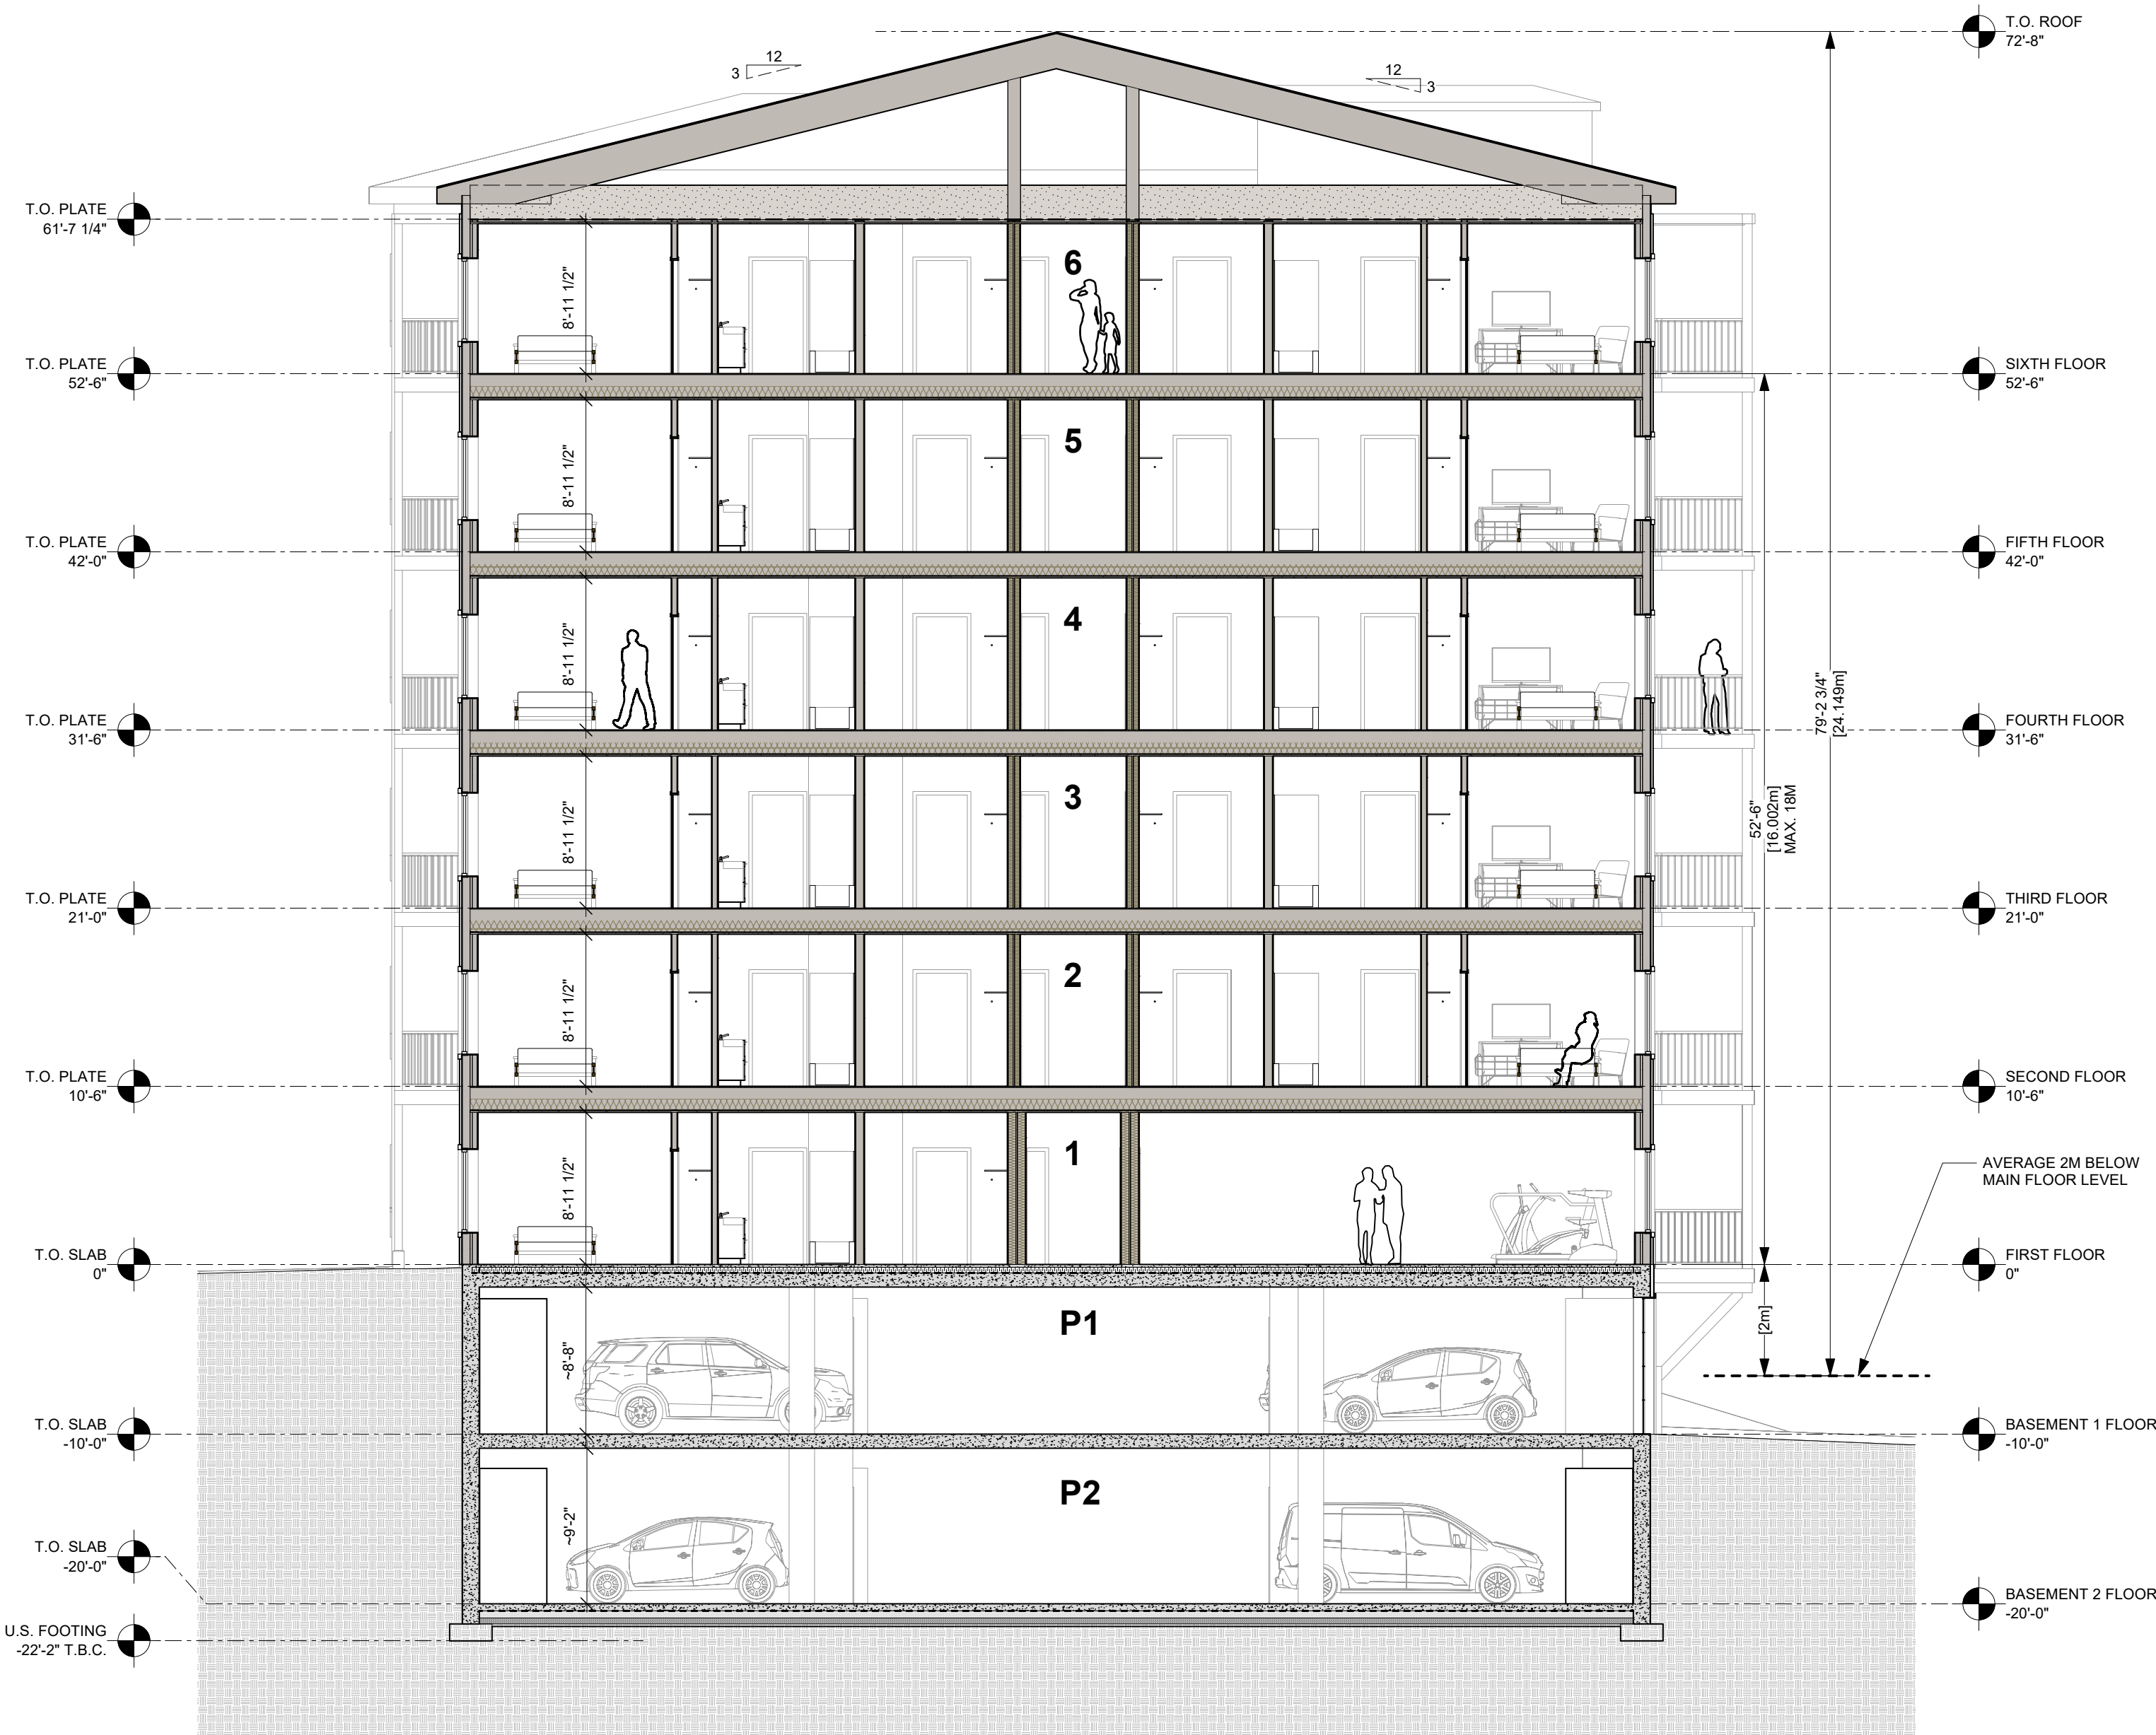 T.O. ROOF
72'-8"
12
3
12
3
T.O. PLATE
61'-7 1/4"
6
8'-11 1/2"
T.O. PLATE
52'-6"
SIXTH FLOOR
52'-6"
5
8'-11 1/2"
T.O. PLATE
42'-0"
FIFTH FLOOR
42'-0"
4
8'-11 1/2"
T.O. PLATE
31'-6"
FOURTH FLOOR
31'-6"
79'-2 3/4"
[24.149m]
52'-6"
[16.002m]
MAX. 18M
3
8'-11 1/2"
T.O. PLATE
21'-0"
THIRD FLOOR
21'-0"
2
8'-11 1/2"
T.O. PLATE
10'-6"
SECOND FLOOR
10'-6"
1
8'-11 1/2"
AVERAGE 2M BELOW
MAIN FLOOR LEVEL
T.O. SLAB
0"
FIRST FLOOR
0"
P1
~8'-8"
[2m]
T.O. SLAB
-10'-0"
BASEMENT 1 FLOOR
-10'-0"
P2
~9'-2"
T.O. SLAB
-20'-0"
BASEMENT 2 FLOOR
-20'-0"
U.S. FOOTING
-22'-2" T.B.C.